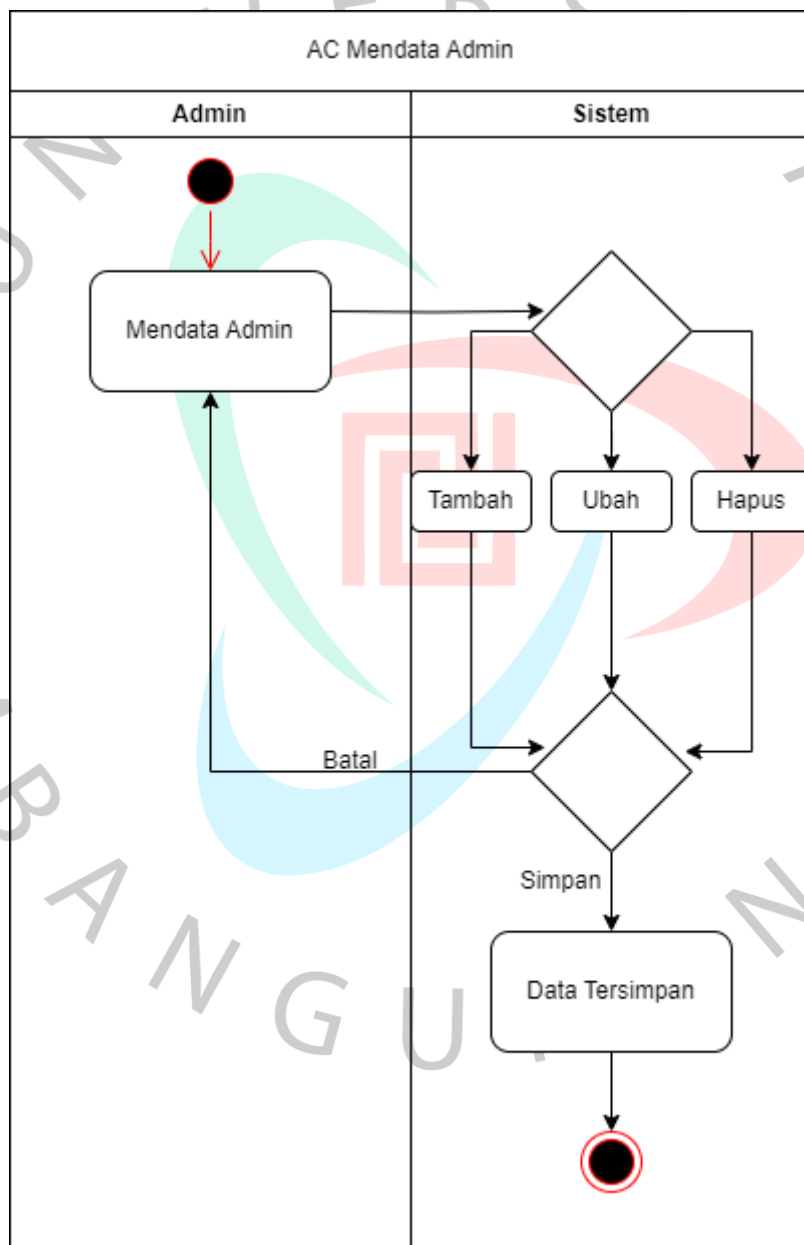 AC Mendata Admin
Admin
Sistem
Mendata Admin
Tambah
Ubah
Hapus
Batal
Simpan
Data Tersimpan
B A N G U N